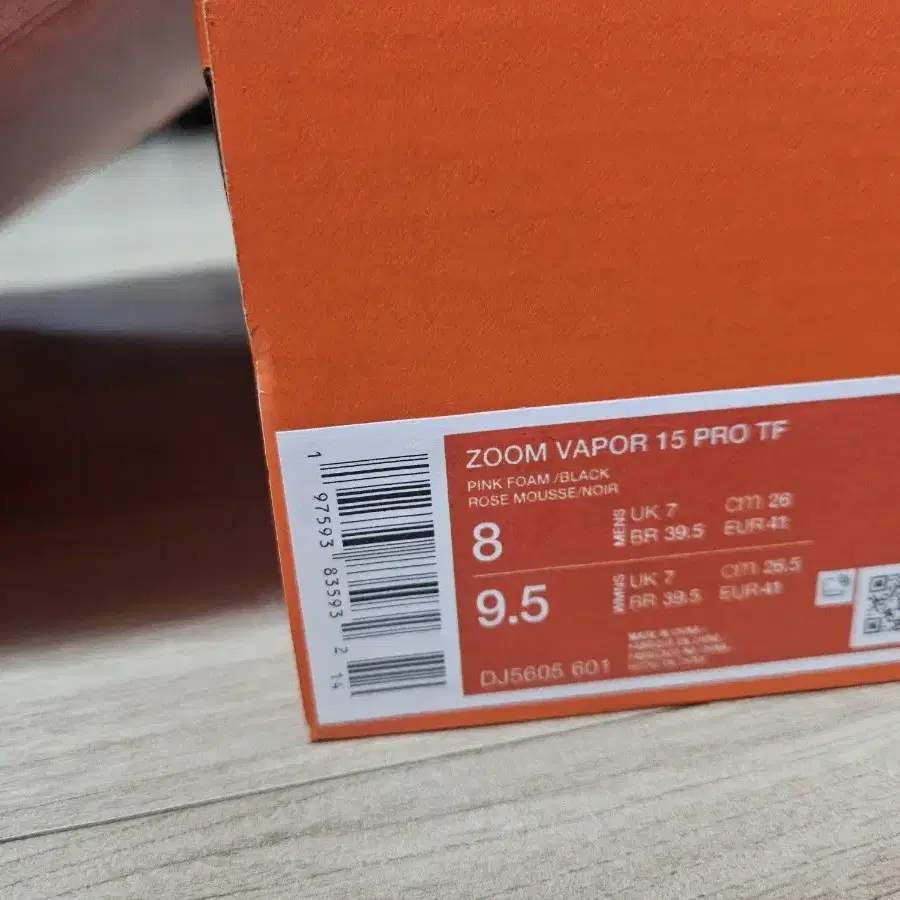 ZOOM VAPOR 15 PRO TF
PINK FOAM /BLACK
ROSE MOUSSE/NOIR
8
MENS
UK 7
cm 26
BR 39.5
EUR 41
9.5
WMNS
UK 7
cm 26.5
BR 39.5
EUR 41
DJ5605 601
MADE IN CHINA
1 97593 83593 2 14